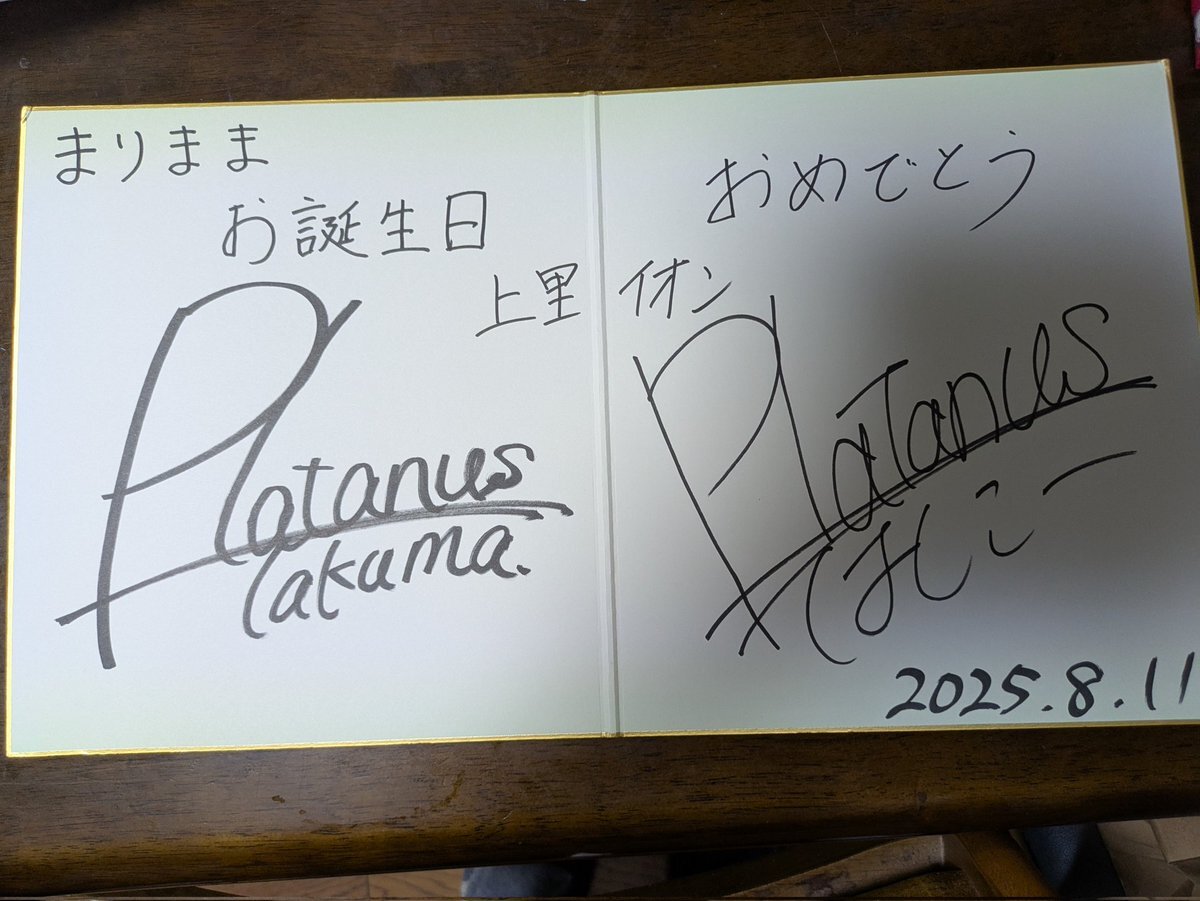 まりまま
お誕生日
おめでとう
上里 イオン
Platanus
Takuma.
Platanus
2025.8.11